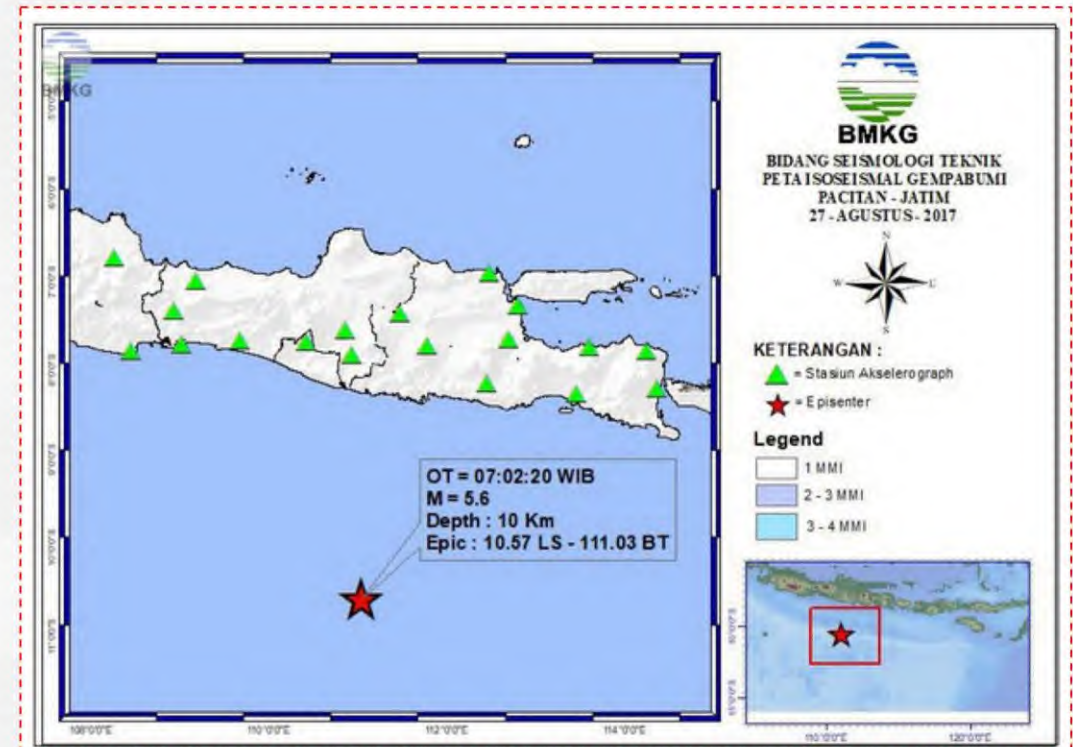 BMKG
BMKG
BIDANG SEISMOLOGI TEKNIK
PETA ISOSEISMAL GEMPABUMI
PACITAN - JATIM
27 - AGUSTUS - 2017
N
W
E
S
KETERANGAN :
= Stasiun Akselerograph
= Episenter
Legend
1 MMI
2 - 3 MMI
3 - 4 MMI
OT = 07:02:20 WIB
M = 5.6
Depth : 10 Km
Epic : 10.57 LS - 111.03 BT
108°0'0"E
110°0'0"E
112°0'0"E
114°0'0"E
110°0'0"E
120°0'0"E